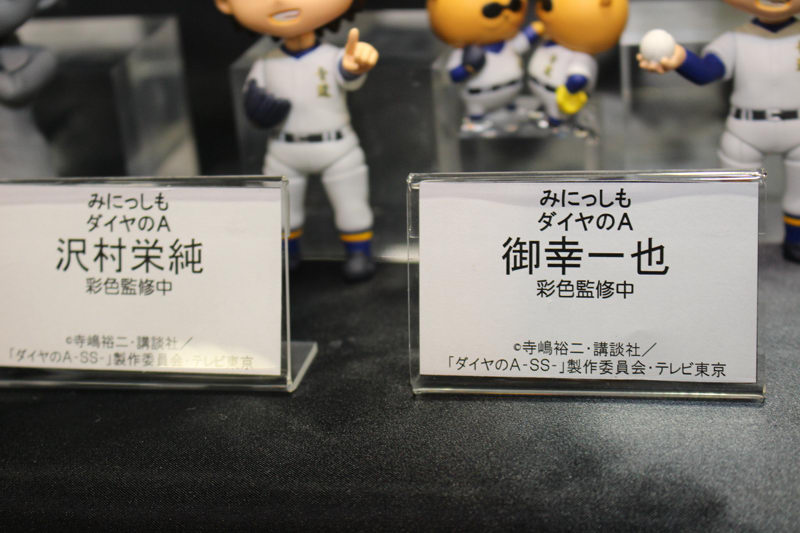 みにっしも
ダイヤのA
沢村栄純
彩色監修中
©寺嶋裕二・講談社／
「ダイヤのA-SS-」製作委員会・テレビ東京
みにっしも
ダイヤのA
御幸一也
彩色監修中
©寺嶋裕二・講談社／
「ダイヤのA-SS-」製作委員会・テレビ東京